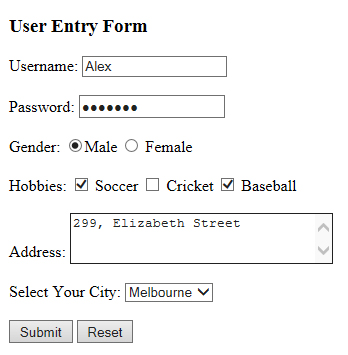 User Entry Form
Username: Alex
Password: •••••••
Gender: Male Female
Hobbies: Soccer Cricket Baseball
299, Elizabeth Street
Address:
Select Your City: Melbourne
Submit Reset